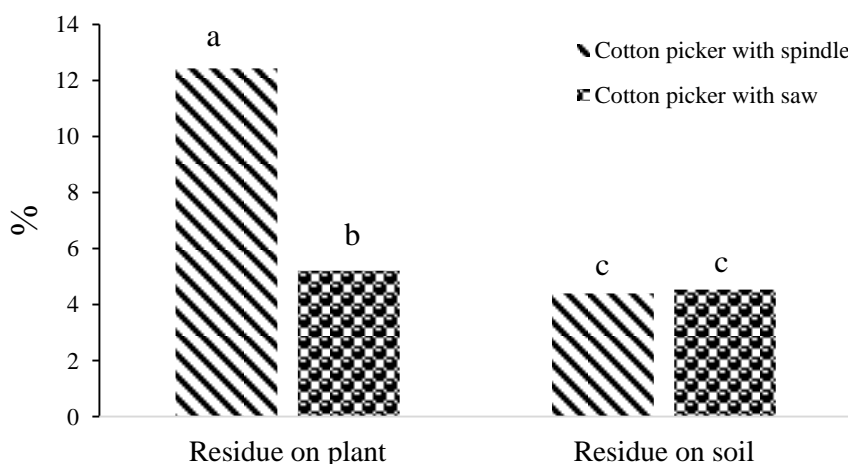 14
12
10
8
6
4
2
0
%
a
b
c
c
Cotton picker with spindle
Cotton picker with saw
Residue on plant
Residue on soil